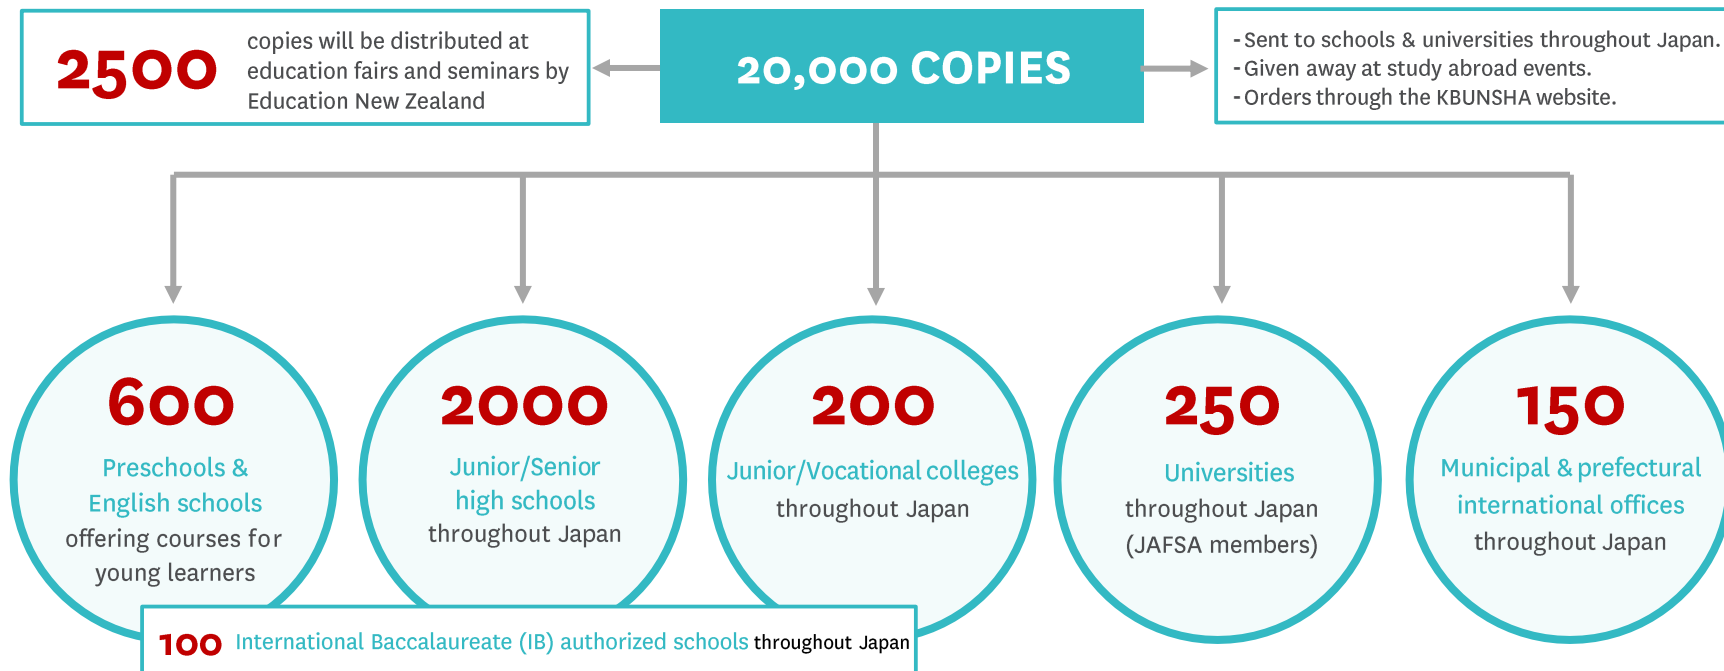 2500
copies will be distributed at
education fairs and seminars by
Education New Zealand
20,000 COPIES
- Sent to schools & universities throughout Japan.
- Given away at study abroad events.
- Orders through the KBUNSHA website.
600
Preschools &
English schools
offering courses for
young learners
2000
Junior/Senior
high schools
throughout Japan
200
Junior/Vocational colleges
throughout Japan
250
Universities
throughout Japan
(JAFSA members)
150
Municipal & prefectural
international offices
throughout Japan
100 International Baccalaureate (IB) authorized schools throughout Japan